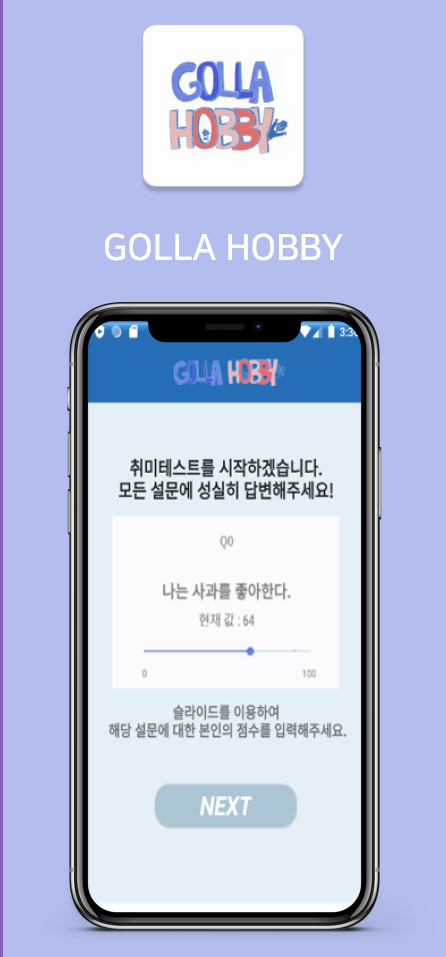 GOLLA
HOBBY
GOLLA HOBBY
GOLLA HOBBY
취미테스트를 시작하겠습니다.
모든 설문에 성실히 답변해주세요!
Q0
나는 사과를 좋아한다.
현재 값 : 64
0 100
슬라이드를 이용하여
해당 설문에 대한 본인의 점수를 입력해주세요.
NEXT